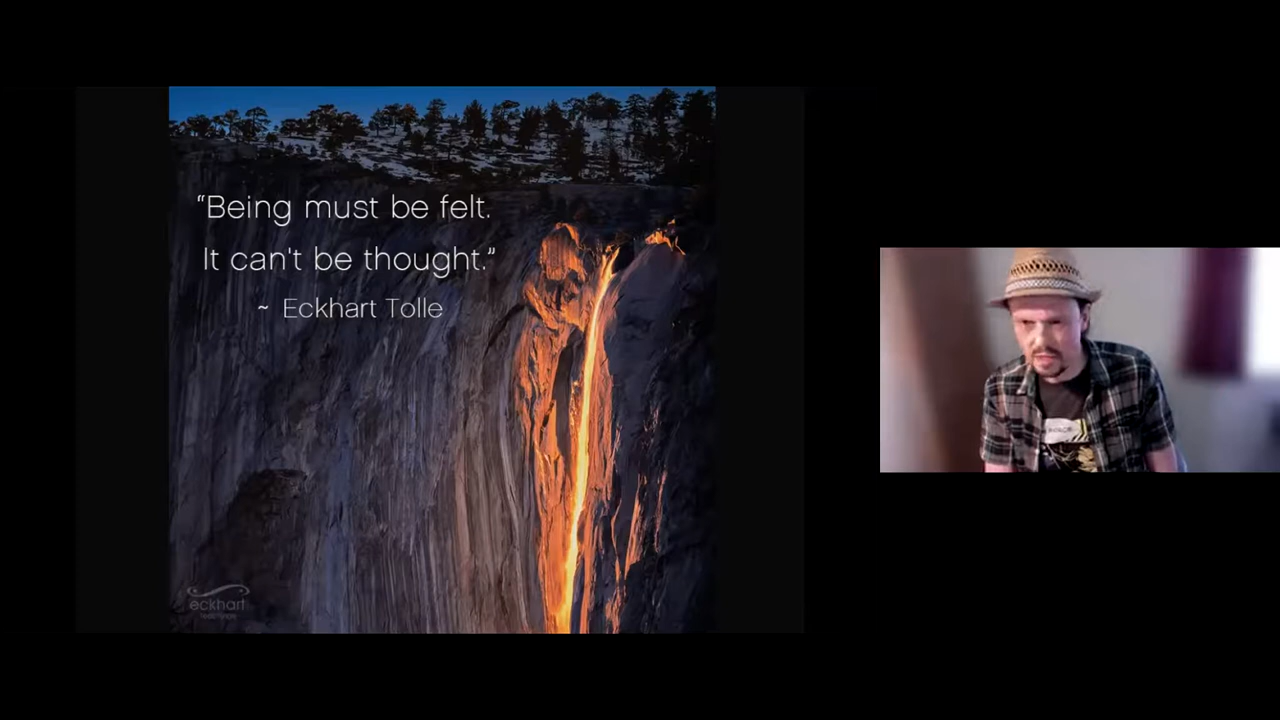 “Being must be felt.
It can't be thought.”
~ Eckhart Tolle
eckhart